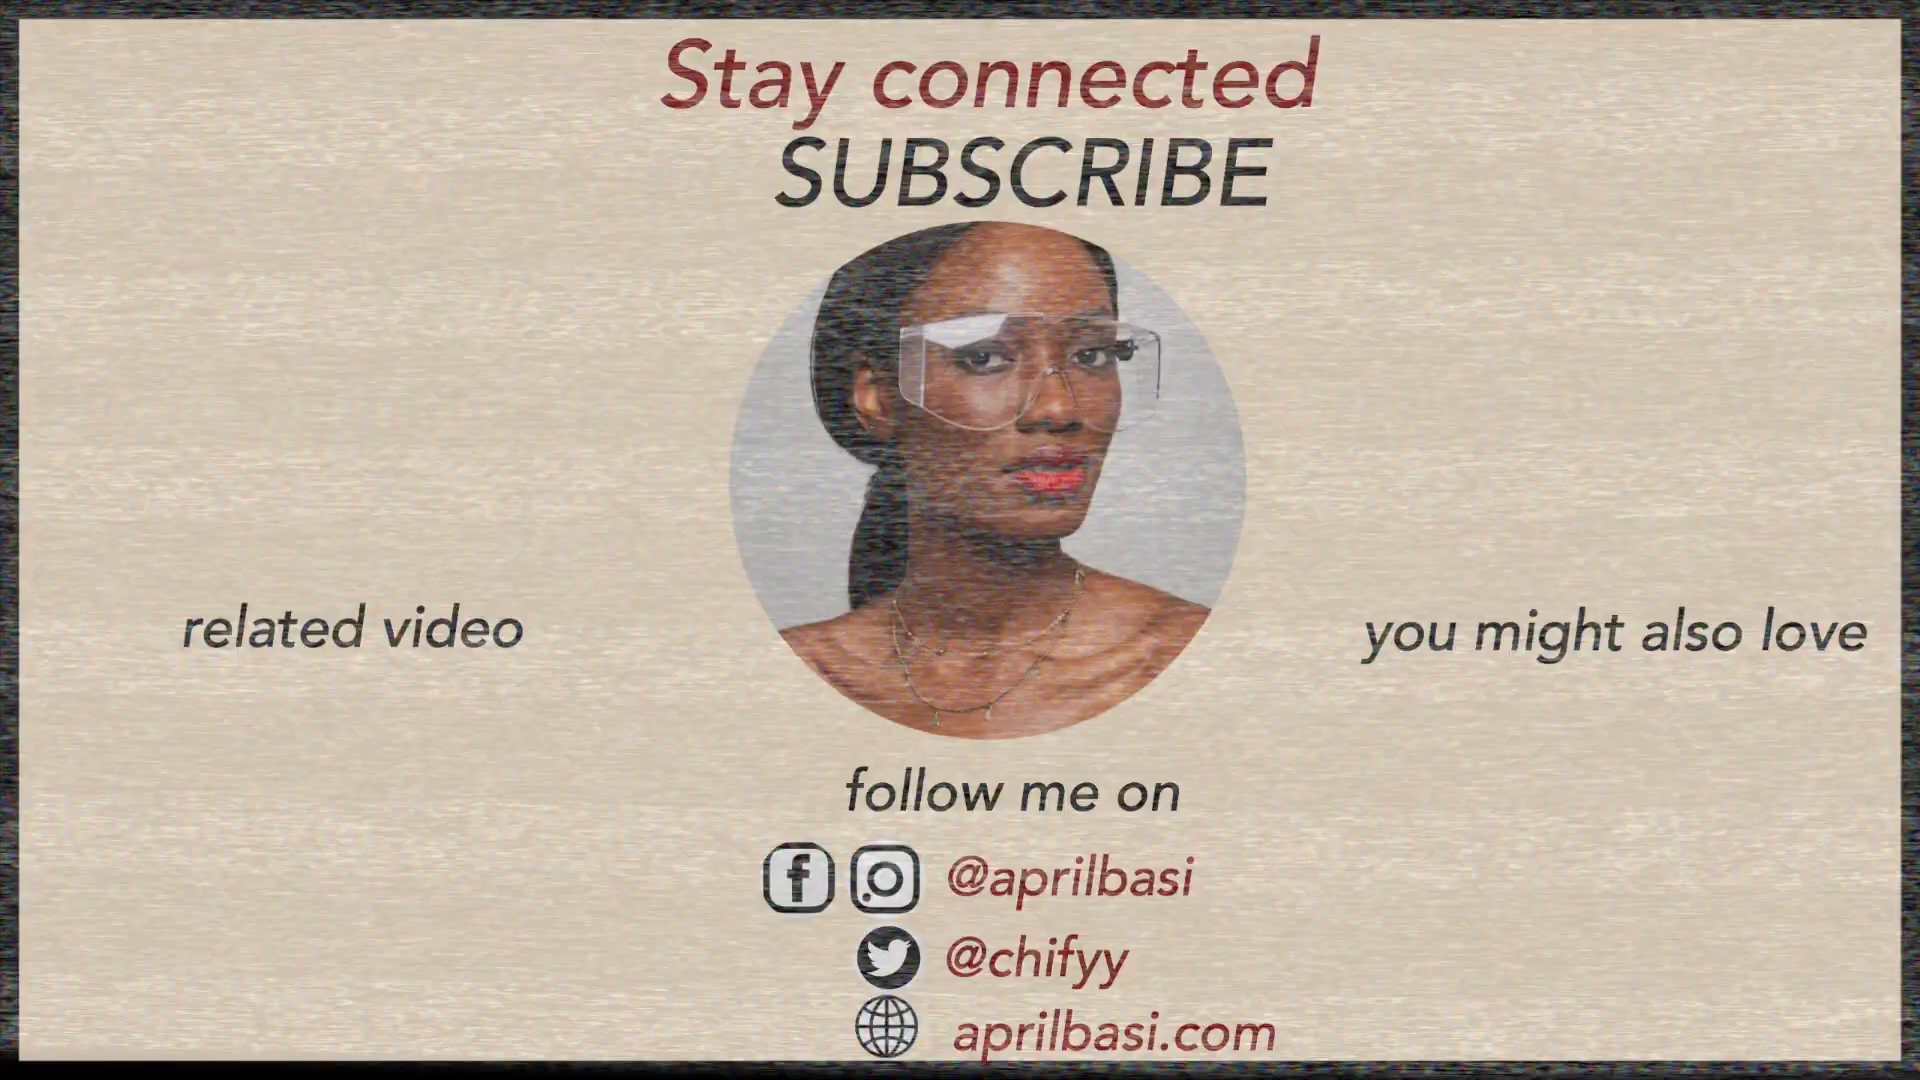 Stay connected
SUBSCRIBE
related video
you might also love
follow me on
@aprilbasi
@chifyy
aprilbasi.com